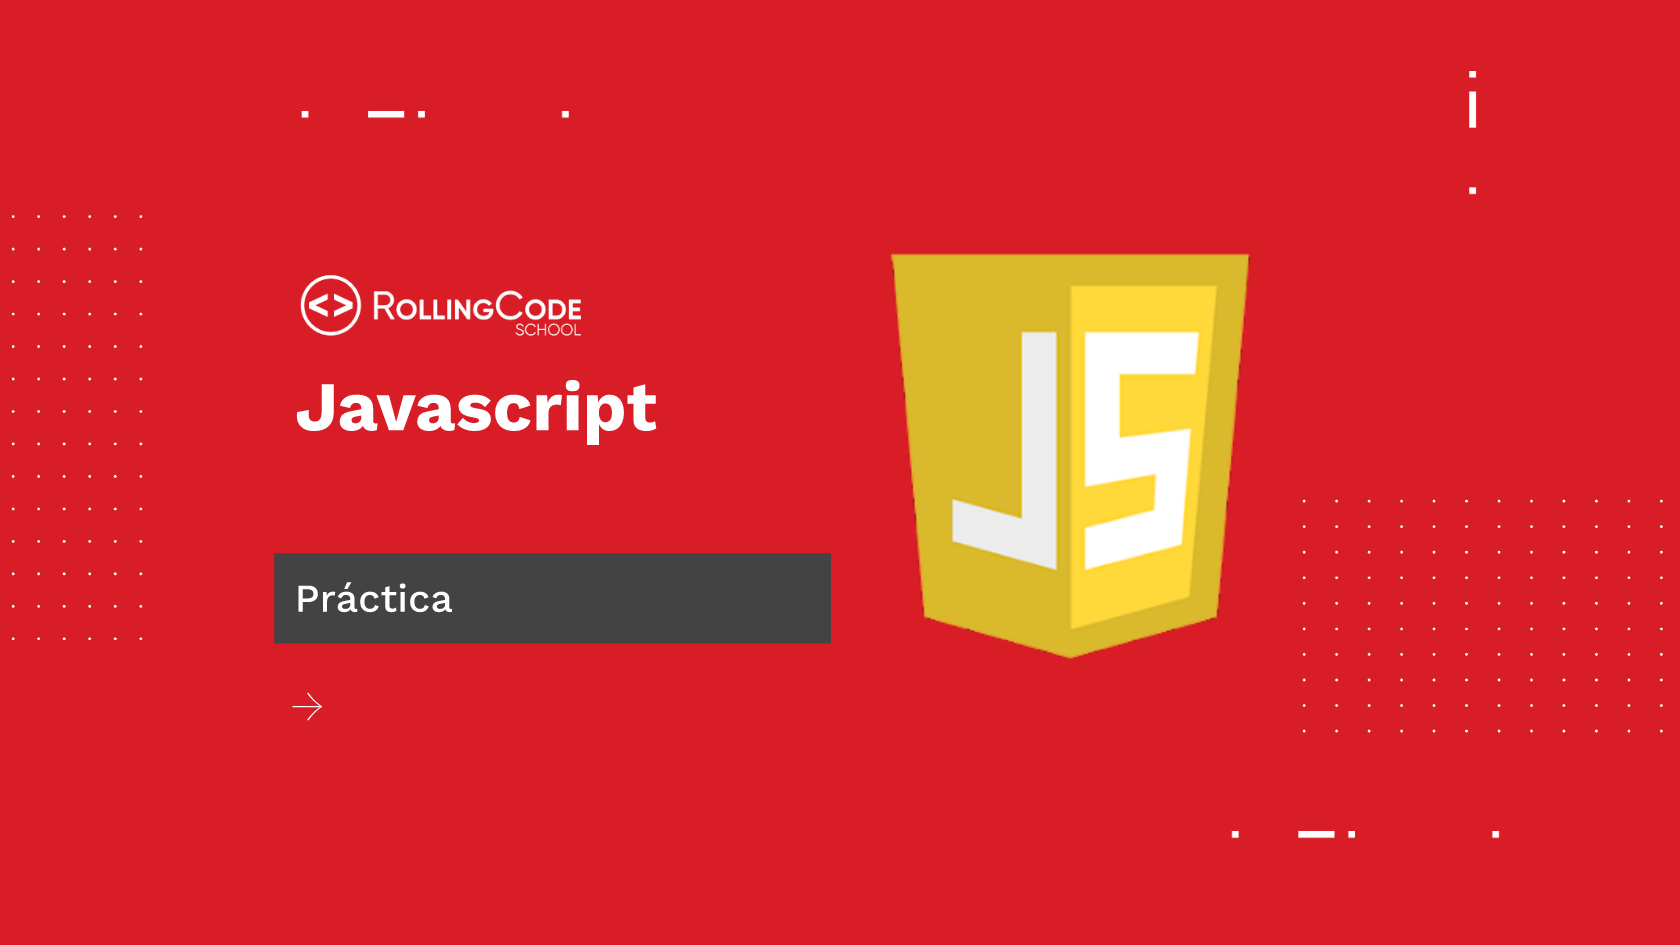 <> ROLLINGCODE
SCHOOL
Javascript
JS
Práctica